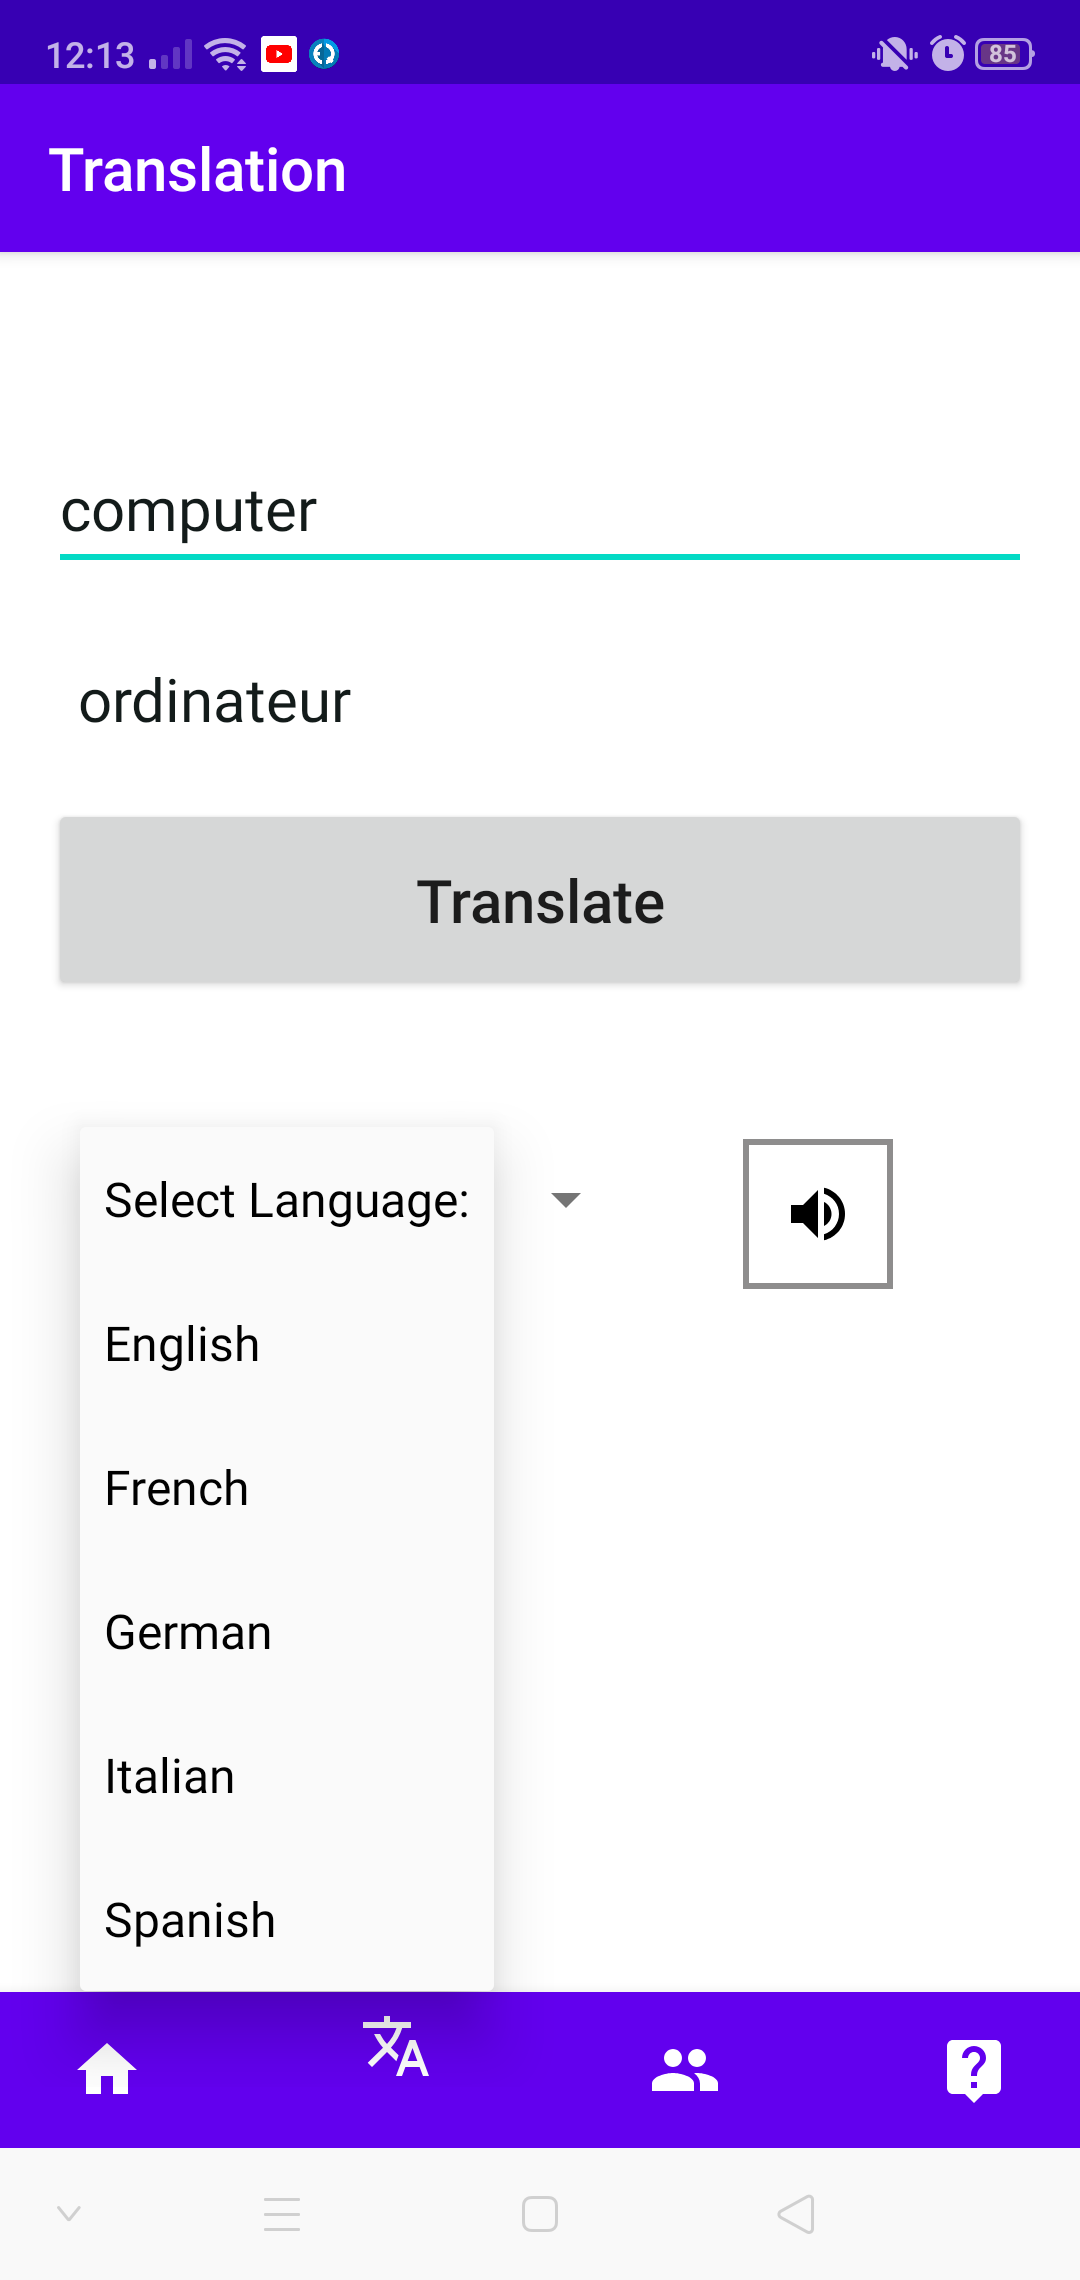 12:13
85
Translation
computer
ordinateur
Translate
Select Language:
English
French
German
Italian
Spanish